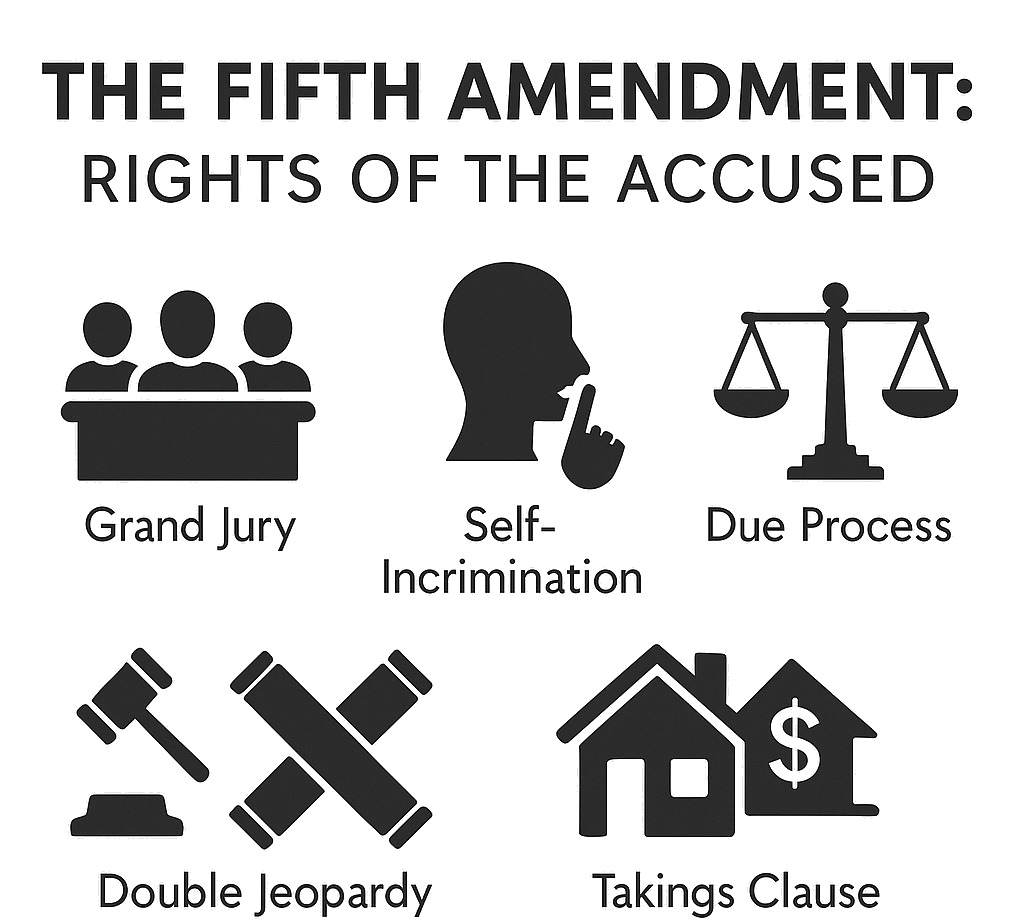 THE FIFTH AMENDMENT:
RIGHTS OF THE ACCUSED
Grand Jury
Self-
Incrimination
Due Process
$
Double Jeopardy
Takings Clause